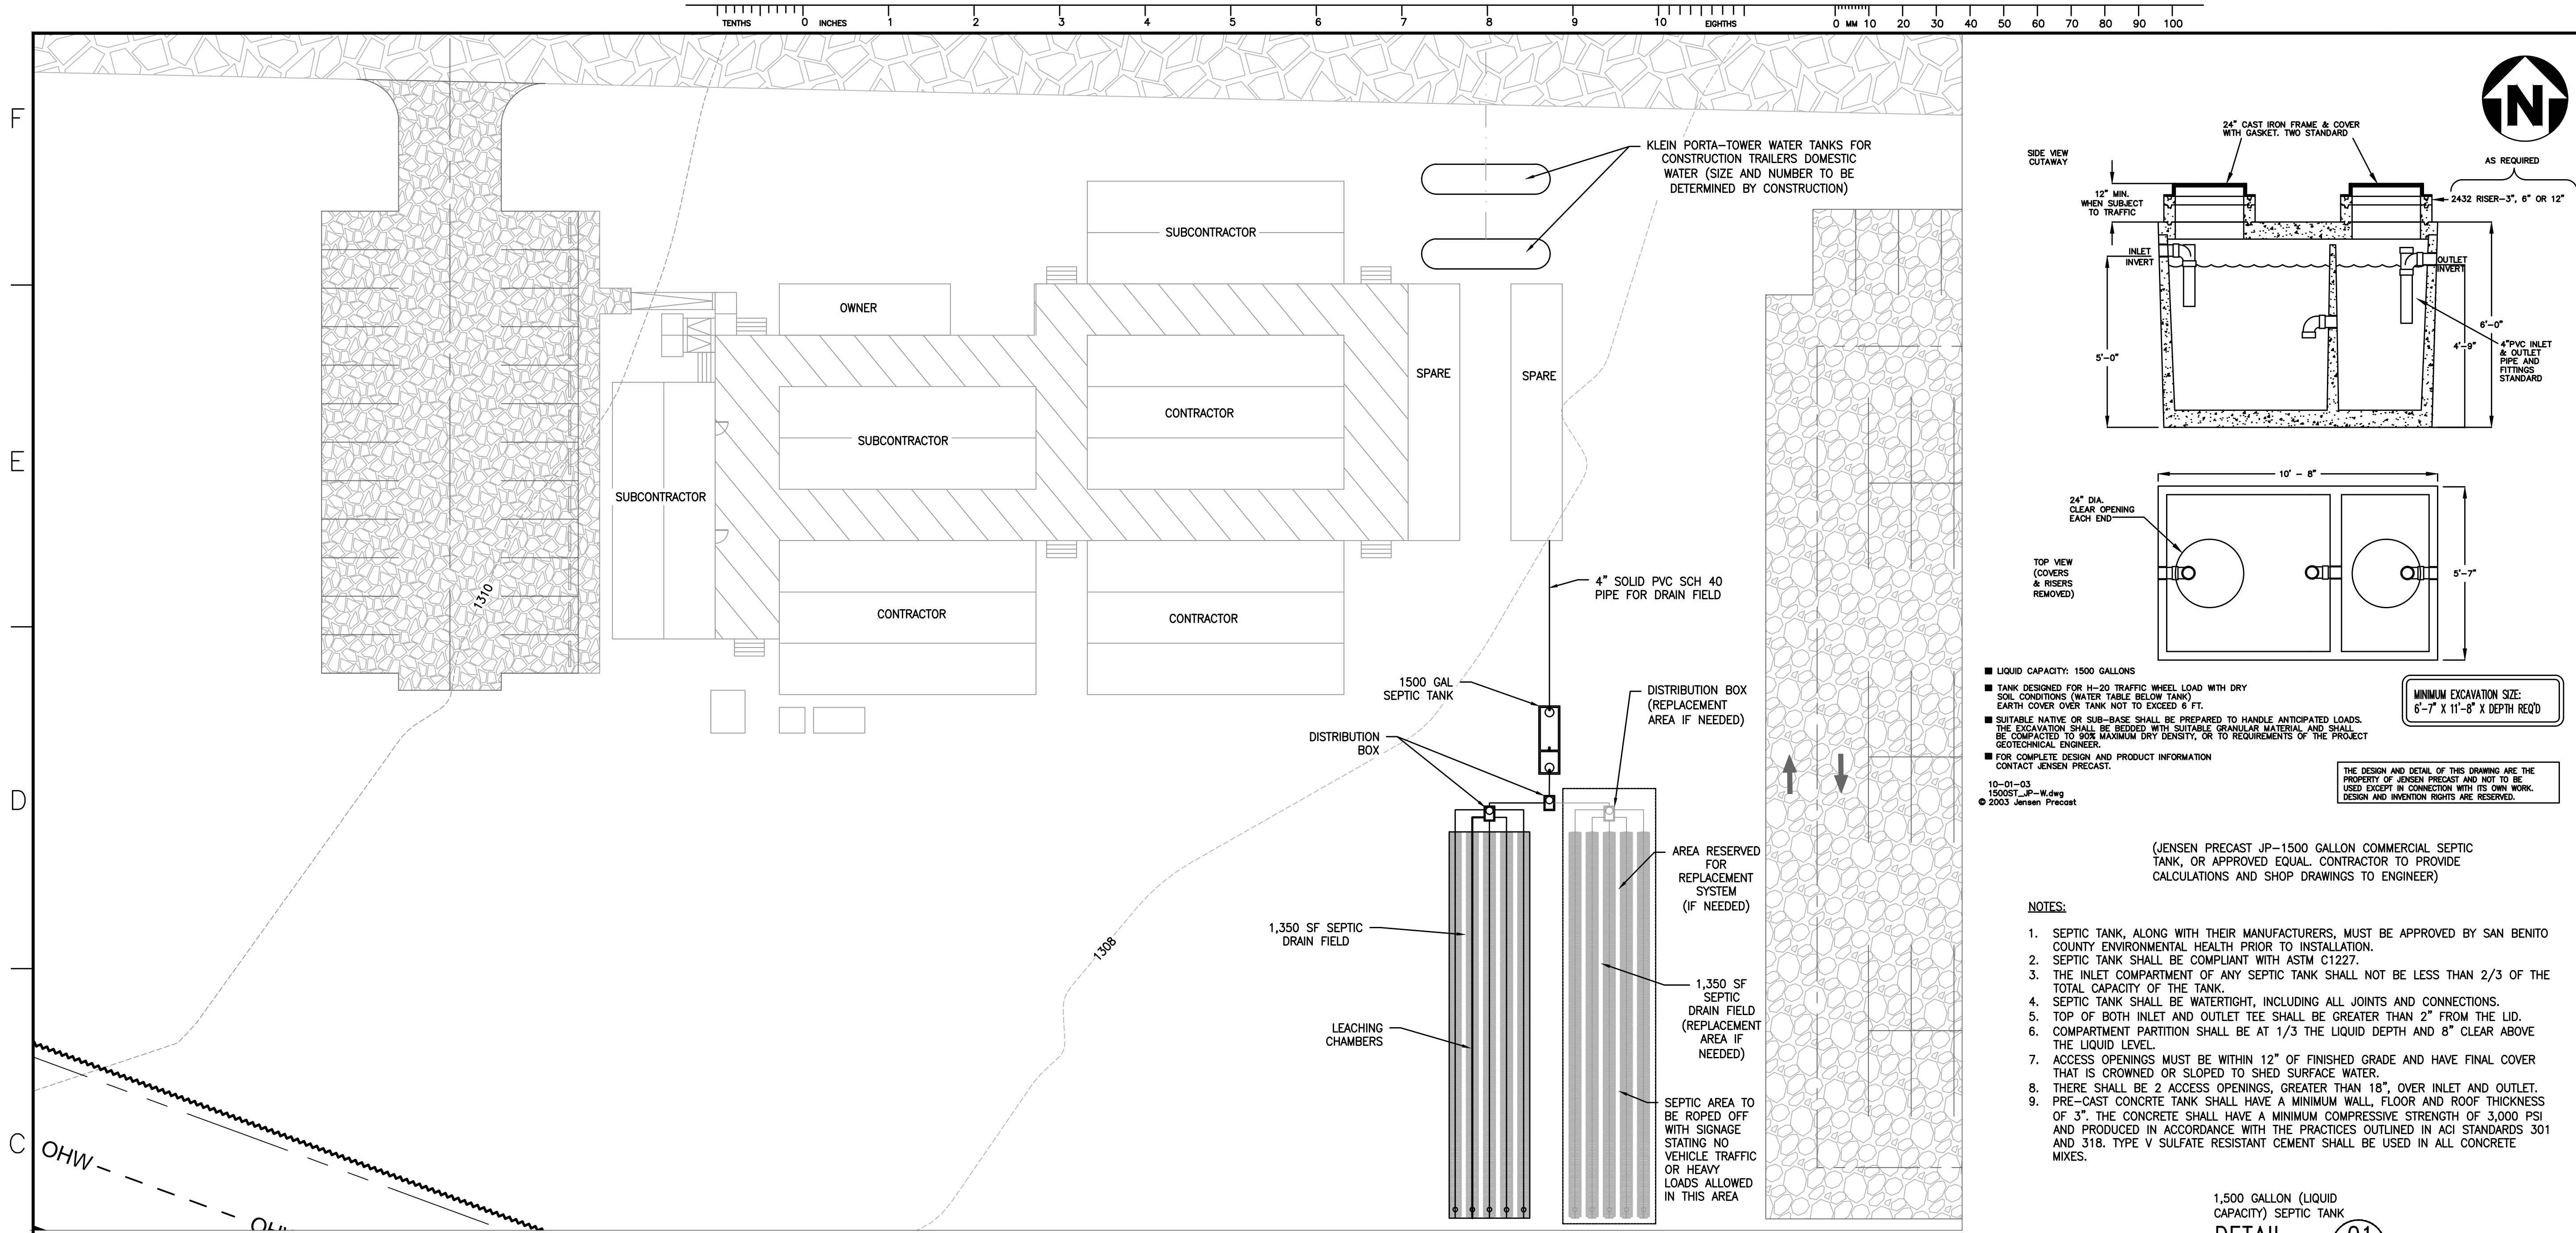 TENTHS 0 INCHES 1 2 3 4 5 6 7 8 9 10 EIGHTHS 0 MM 10 20 30 40 50 60 70 80 90 100
F
E
D
C
N
KLEIN PORTA-TOWER WATER TANKS FOR
CONSTRUCTION TRAILERS DOMESTIC
WATER (SIZE AND NUMBER TO BE
DETERMINED BY CONSTRUCTION)
SUBCONTRACTOR
OWNER
SPARE
SPARE
CONTRACTOR
SUBCONTRACTOR
SUBCONTRACTOR
CONTRACTOR
CONTRACTOR
1310
1308
4" SOLID PVC SCH 40
PIPE FOR DRAIN FIELD
1500 GAL
SEPTIC TANK
DISTRIBUTION BOX
(REPLACEMENT
AREA IF NEEDED)
DISTRIBUTION
BOX
AREA RESERVED
FOR
REPLACEMENT
SYSTEM
(IF NEEDED)
1,350 SF SEPTIC
DRAIN FIELD
1,350 SF
SEPTIC
DRAIN FIELD
(REPLACEMENT
AREA IF
NEEDED)
LEACHING
CHAMBERS
SEPTIC AREA TO
BE ROPED OFF
WITH SIGNAGE
STATING NO
VEHICLE TRAFFIC
OR HEAVY
LOADS ALLOWED
IN THIS AREA
OHW
24" CAST IRON FRAME & COVER
WITH GASKET. TWO STANDARD
SIDE VIEW
CUTAWAY
AS REQUIRED
12" MIN.
WHEN SUBJECT
TO TRAFFIC
2432 RISER-3", 6" OR 12"
INLET
INVERT
OUTLET
INVERT
6'-0"
4'-9"
5'-0"
4"PVC INLET
& OUTLET
PIPE AND
FITTINGS
STANDARD
10' - 8"
24" DIA.
CLEAR OPENING
EACH END
TOP VIEW
(COVERS
& RISERS
REMOVED)
5'-7"
■ LIQUID CAPACITY: 1500 GALLONS
■ TANK DESIGNED FOR H-20 TRAFFIC WHEEL LOAD WITH DRY
SOIL CONDITIONS (WATER TABLE BELOW TANK)
EARTH COVER OVER TANK NOT TO EXCEED 6 FT.
■ SUITABLE NATIVE OR SUB-BASE SHALL BE PREPARED TO HANDLE ANTICIPATED LOADS.
THE EXCAVATION SHALL BE BEDDED WITH SUITABLE GRANULAR MATERIAL AND SHALL
BE COMPACTED TO 90% MAXIMUM DRY DENSITY, OR TO REQUIREMENTS OF THE PROJECT
GEOTECHNICAL ENGINEER.
■ FOR COMPLETE DESIGN AND PRODUCT INFORMATION
CONTACT JENSEN PRECAST.
MINIMUM EXCAVATION SIZE:
6'-7" X 11'-8" X DEPTH REQ'D
10-01-03
1500ST_JP-W.dwg
© 2003 Jensen Precast
THE DESIGN AND DETAIL OF THIS DRAWING ARE THE
PROPERTY OF JENSEN PRECAST AND NOT TO BE
USED EXCEPT IN CONNECTION WITH ITS OWN WORK.
DESIGN AND INVENTION RIGHTS ARE RESERVED.
(JENSEN PRECAST JP-1500 GALLON COMMERCIAL SEPTIC
TANK, OR APPROVED EQUAL. CONTRACTOR TO PROVIDE
CALCULATIONS AND SHOP DRAWINGS TO ENGINEER)
NOTES:
1. SEPTIC TANK, ALONG WITH THEIR MANUFACTURERS, MUST BE APPROVED BY SAN BENITO
COUNTY ENVIRONMENTAL HEALTH PRIOR TO INSTALLATION.
2. SEPTIC TANK SHALL BE COMPLIANT WITH ASTM C1227.
3. THE INLET COMPARTMENT OF ANY SEPTIC TANK SHALL NOT BE LESS THAN 2/3 OF THE
TOTAL CAPACITY OF THE TANK.
4. SEPTIC TANK SHALL BE WATERTIGHT, INCLUDING ALL JOINTS AND CONNECTIONS.
5. TOP OF BOTH INLET AND OUTLET TEE SHALL BE GREATER THAN 2" FROM THE LID.
6. COMPARTMENT PARTITION SHALL BE AT 1/3 THE LIQUID DEPTH AND 8" CLEAR ABOVE
THE LIQUID LEVEL.
7. ACCESS OPENINGS MUST BE WITHIN 12" OF FINISHED GRADE AND HAVE FINAL COVER
THAT IS CROWNED OR SLOPED TO SHED SURFACE WATER.
8. THERE SHALL BE 2 ACCESS OPENINGS, GREATER THAN 18", OVER INLET AND OUTLET.
9. PRE-CAST CONCRTE TANK SHALL HAVE A MINIMUM WALL, FLOOR AND ROOF THICKNESS
OF 3". THE CONCRETE SHALL HAVE A MINIMUM COMPRESSIVE STRENGTH OF 3,000 PSI
AND PRODUCED IN ACCORDANCE WITH THE PRACTICES OUTLINED IN ACI STANDARDS 301
AND 318. TYPE V SULFATE RESISTANT CEMENT SHALL BE USED IN ALL CONCRETE
MIXES.
1,500 GALLON (LIQUID
CAPACITY) SEPTIC TANK
DETAIL